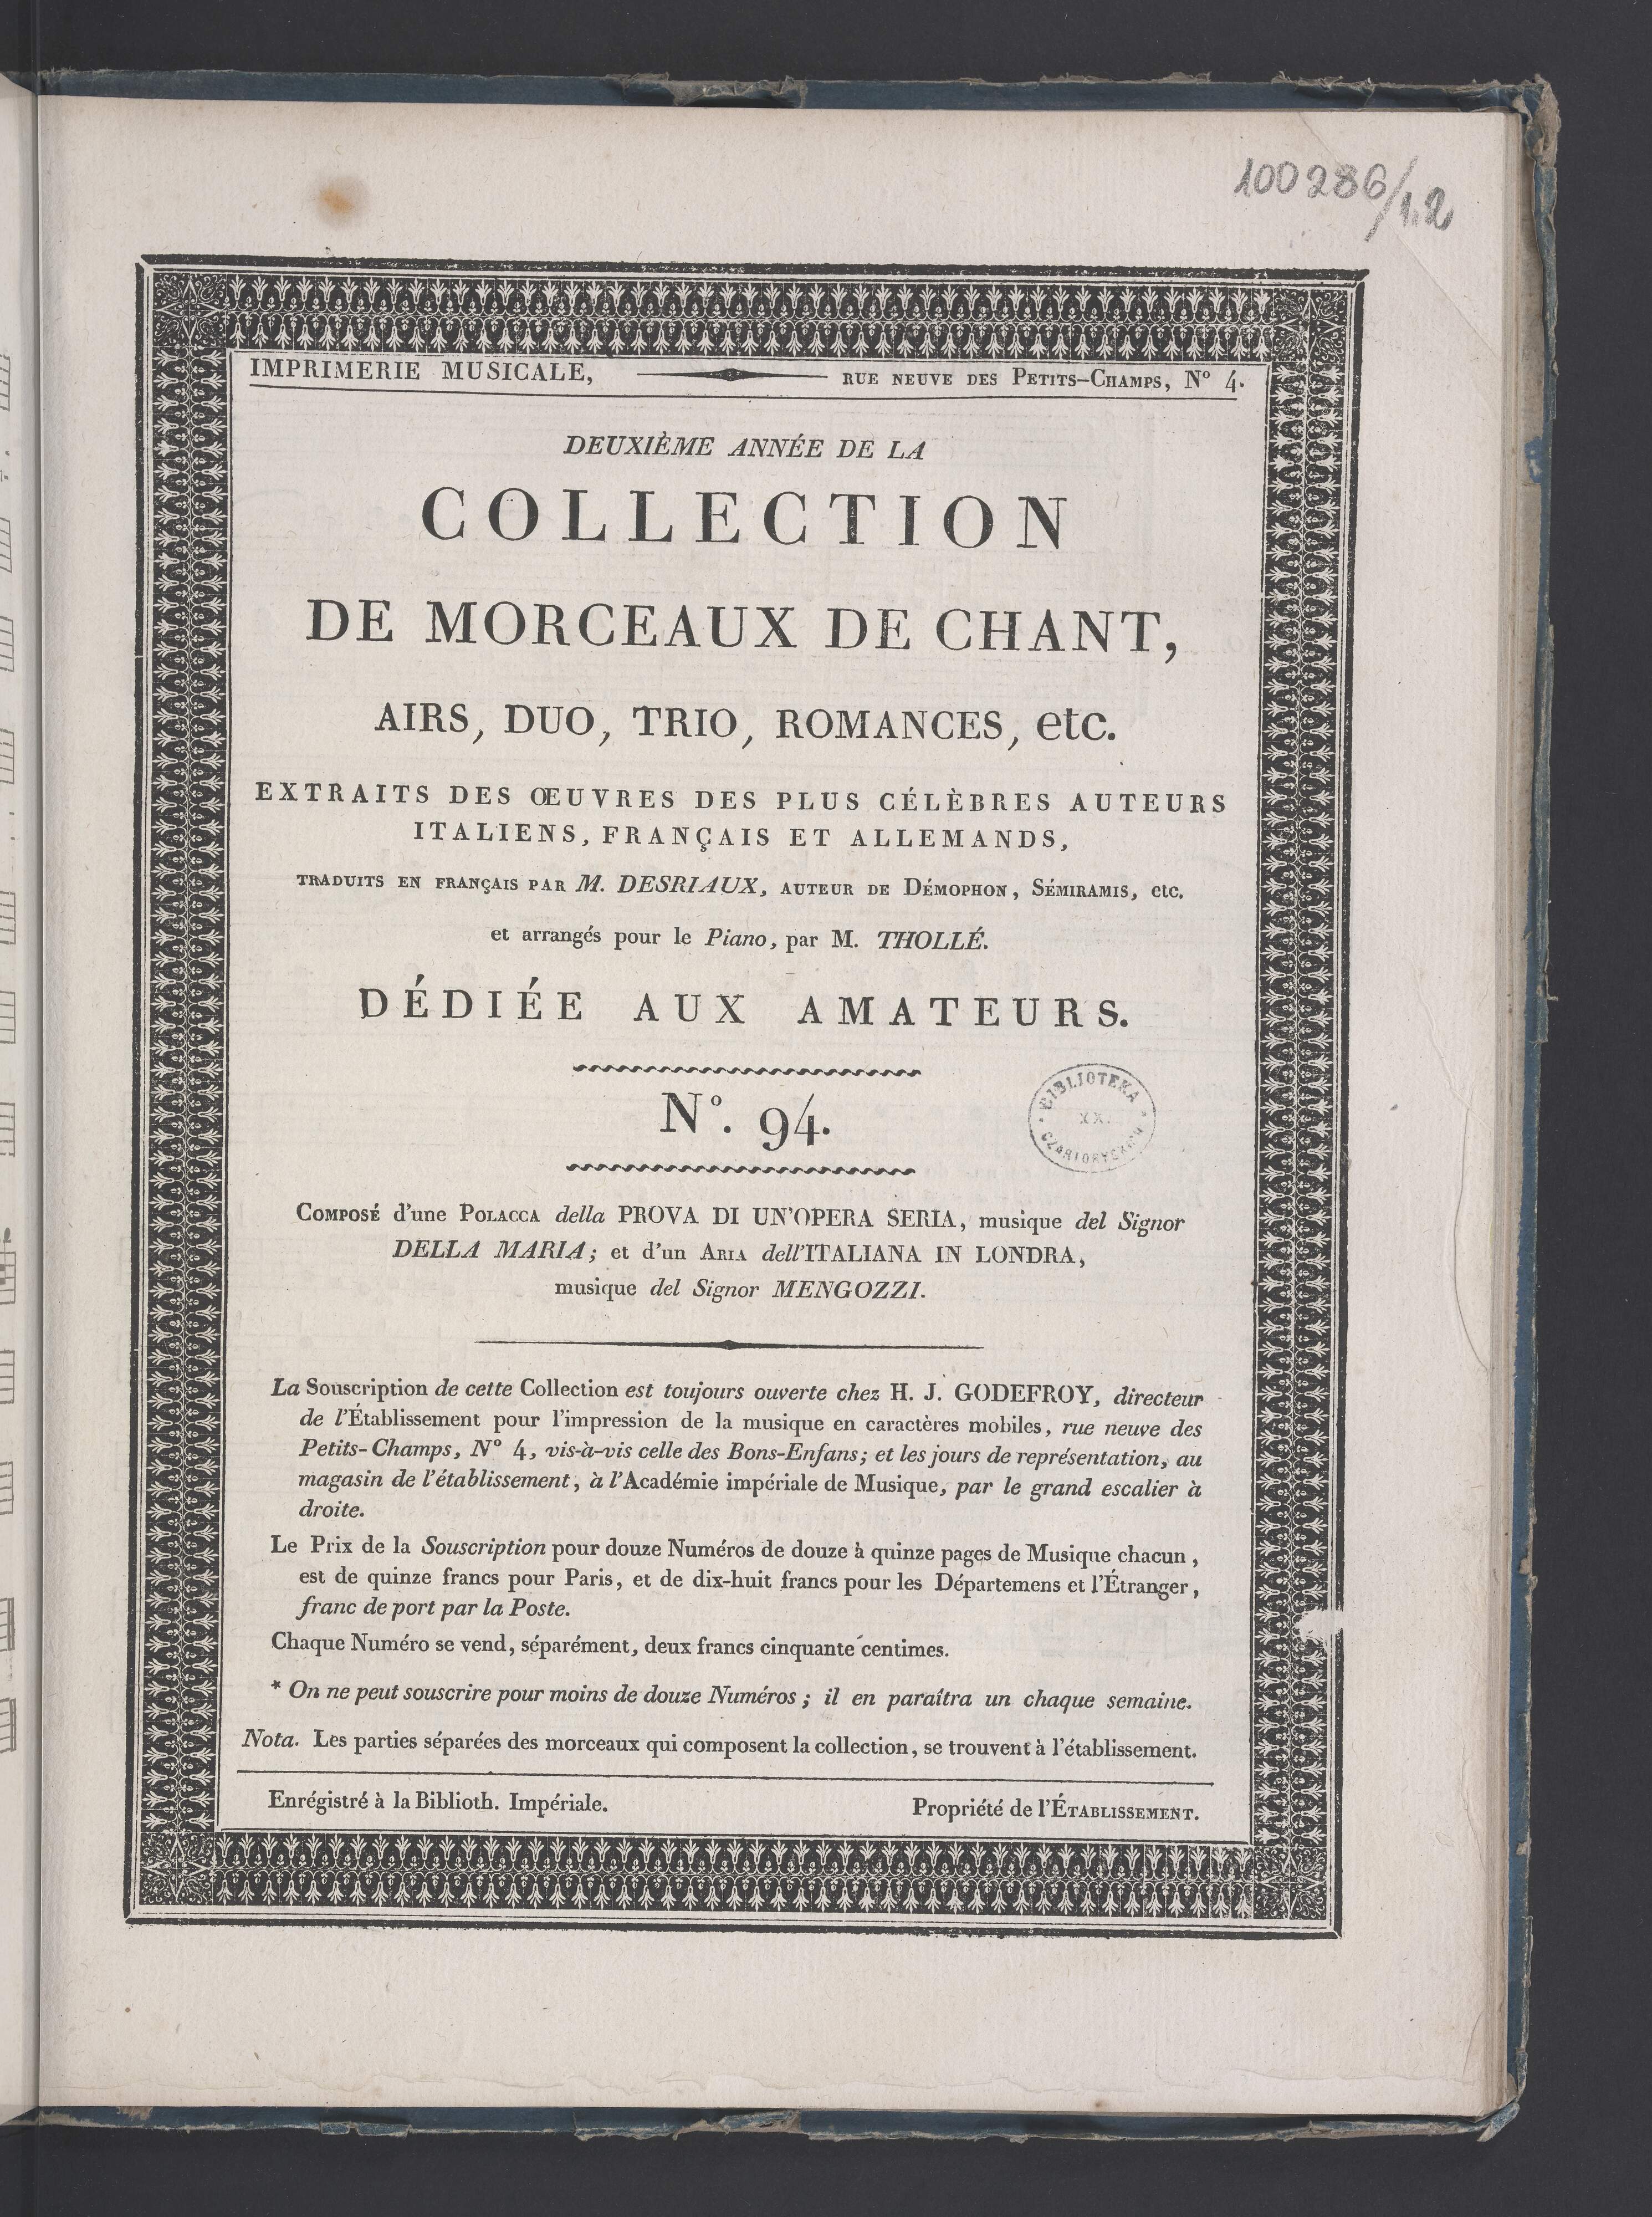 100286/1.2
IMPRIMERIE MUSICALE, RUE NEUVE DES PETITS-CHAMPS, Nº 4.
DEUXIÈME ANNÉE DE LA
COLLECTION
DE MORCEAUX DE CHANT,
AIRS, DUO, TRIO, ROMANCES, etc.
EXTRAITS DES ŒUVRES DES PLUS CÉLÈBRES AUTEURS
ITALIENS, FRANÇAIS ET ALLEMANDS,
TRADUITS EN FRANÇAIS PAR M. DESRIAUX, AUTEUR DE DÉMOPHON, SÉMIRAMIS, etc.
et arrangés pour le Piano, par M. THOLLÉ.
DÉDIÉE AUX AMATEURS.
Nº. 94.
BIBLIOTEKA
XX.
CZARTORYSKICH
COMPOSÉ d'une POLACCA della PROVA DI UN'OPERA SERIA, musique del Signor
DELLA MARIA; et d'un ARIA dell'ITALIANA IN LONDRA,
musique del Signor MENGOZZI.
La Souscription de cette Collection est toujours ouverte chez H. J. GODEFROY, directeur
de l'Établissement pour l'impression de la musique en caractères mobiles, rue neuve des
Petits-Champs, Nº 4, vis-à-vis celle des Bons-Enfans; et les jours de représentation, au
magasin de l'établissement, à l'Académie impériale de Musique, par le grand escalier à
droite.
Le Prix de la Souscription pour douze Numéros de douze à quinze pages de Musique chacun,
est de quinze francs pour Paris, et de dix-huit francs pour les Départemens et l'Étranger,
franc de port par la Poste.
Chaque Numéro se vend, séparément, deux francs cinquante centimes.
* On ne peut souscrire pour moins de douze Numéros; il en paraîtra un chaque semaine.
Nota. Les parties séparées des morceaux qui composent la collection, se trouvent à l'établissement.
Enrégistré à la Biblioth. Impériale. Propriété de l'ÉTABLISSEMENT.